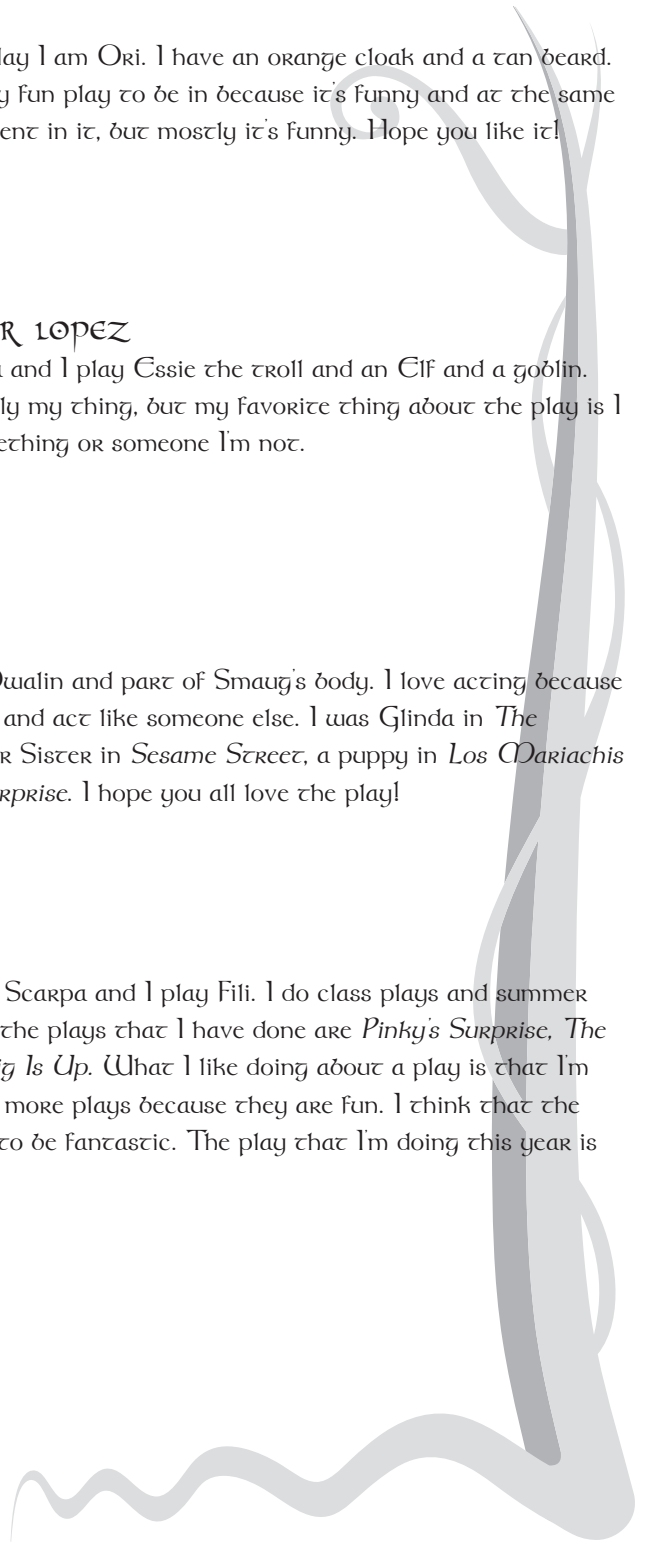 lay I am Ori. I have an orange cloak and a tan beard.
y fun play to be in because it's funny and at the same
ent in it, but mostly it's funny. Hope you like it!
R LOPEZ
and I play Essie the troll and an Elf and a goblin.
ly my thing, but my favorite thing about the play is I
ething or someone I'm not.
Dwalin and part of Smaug's body. I love acting because
and act like someone else. I was Glinda in The
r Sister in Sesame Street, a puppy in Los Mariachis
rprise. I hope you all love the play!
Scarpa and I play Fili. I do class plays and summer
the plays that I have done are Pinky's Surprise, The
ig Is Up. What I like doing about a play is that I'm
more plays because they are fun. I think that the
to be fantastic. The play that I'm doing this year is